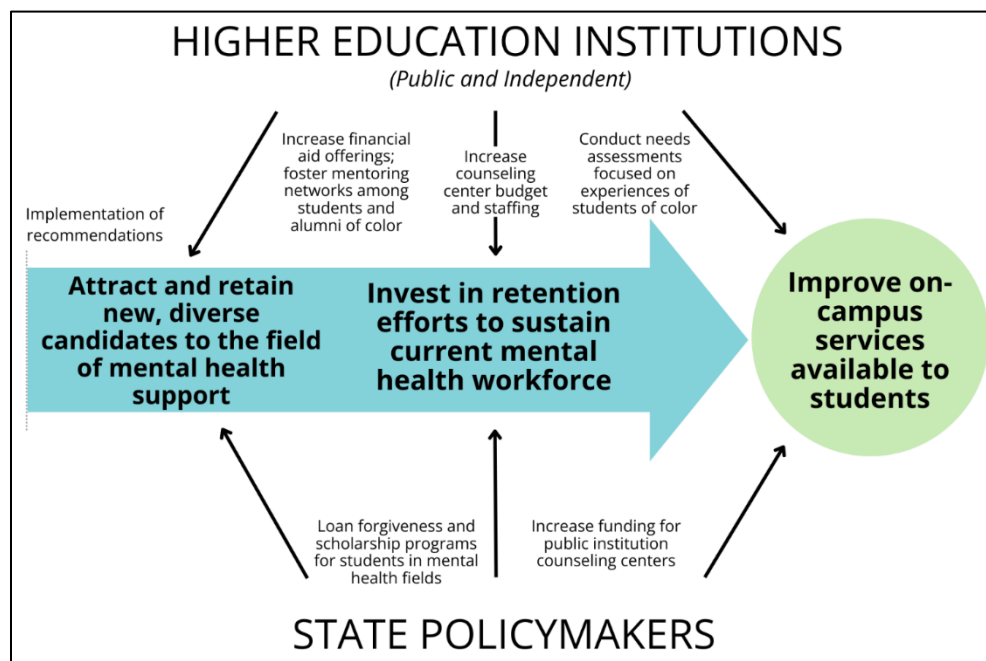 HIGHER EDUCATION INSTITUTIONS
(Public and Independent)
Increase financial
aid offerings;
foster mentoring
networks among
students and
alumni of color
Increase
counseling
center budget
and staffing
Conduct needs
assessments
focused on
experiences of
students of color
Implementation of
recommendations
Attract and retain
new, diverse
candidates to the field
of mental health
support
Invest in retention
efforts to sustain
current mental
health workforce
Improve on-
campus
services
available to
students
Loan forgiveness and
scholarship programs
for students in mental
health fields
Increase funding for
public institution
counseling centers
STATE POLICYMAKERS